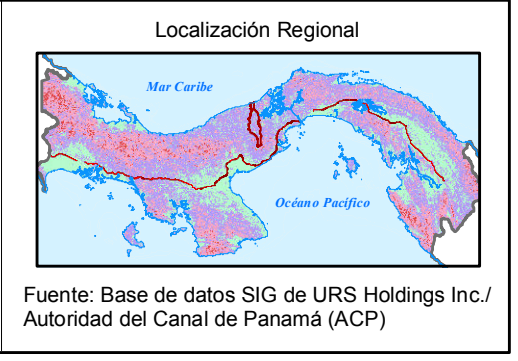 Localización Regional
Mar Caribe
Océano Pacífico
Fuente: Base de datos SIG de URS Holdings Inc./
Autoridad del Canal de Panamá (ACP)